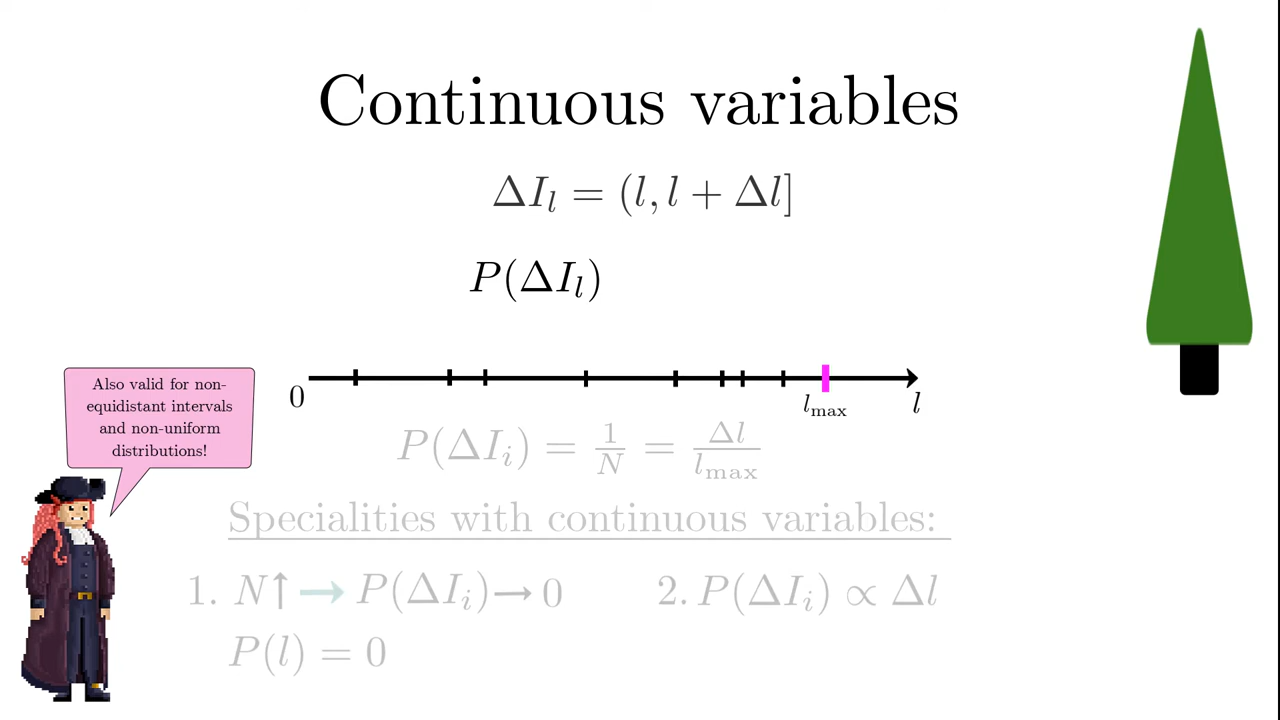 Continuous variables
ΔI_l = (l, l + Δl]
P(ΔI_l)
Also valid for non-
equidistant intervals
and non-uniform
distributions!
0
l_max
l
P(ΔI_i) = 1/N = Δl/l_max
Specialities with continuous variables:
1. N↑ → P(ΔI_i) → 0
2. P(ΔI_i) ∝ Δl
P(l) = 0